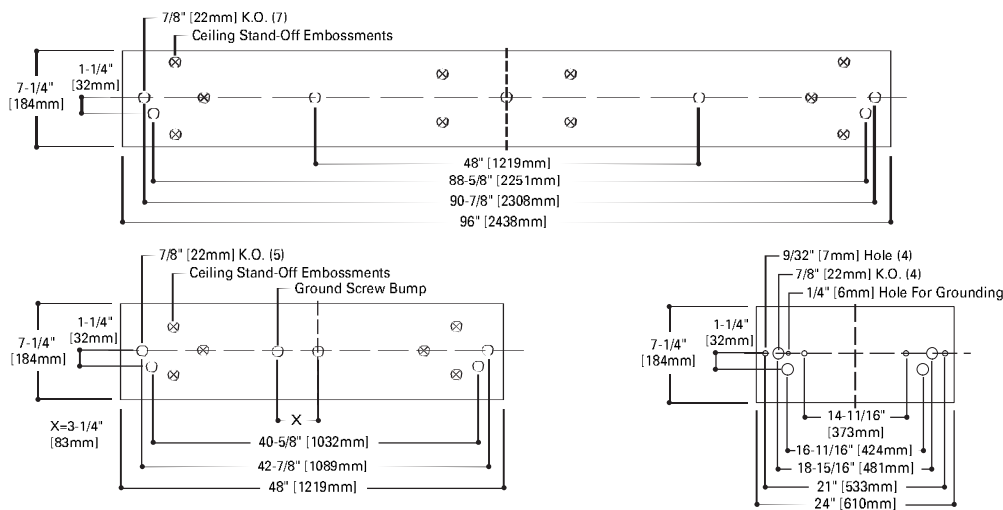 7/8" [22mm] K.O. (7)
Ceiling Stand-Off Embossments
1-1/4"
[32mm]
7-1/4"
[184mm]
48" [1219mm]
88-5/8" [2251mm]
90-7/8" [2308mm]
96" [2438mm]
7/8" [22mm] K.O. (5)
Ceiling Stand-Off Embossments
Ground Screw Bump
1-1/4"
[32mm]
7-1/4"
[184mm]
X=3-1/4"
[83mm]
X
40-5/8" [1032mm]
42-7/8" [1089mm]
48" [1219mm]
9/32" [7mm] Hole (4)
7/8" [22mm] K.O. (4)
1/4" [6mm] Hole For Grounding
1-1/4"
[32mm]
7-1/4"
[184mm]
14-11/16"
[373mm]
16-11/16" [424mm]
18-15/16" [481mm]
21" [533mm]
24" [610mm]